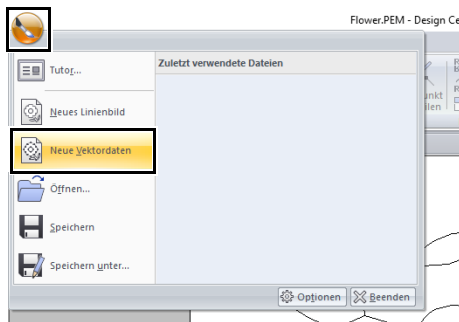 Flower.PEM - Design Ce
Zuletzt verwendete Dateien
Tutor...
Neues Linienbild
Neue Vektordaten
Öffnen...
Speichern
Speichern unter...
Optionen
Beenden